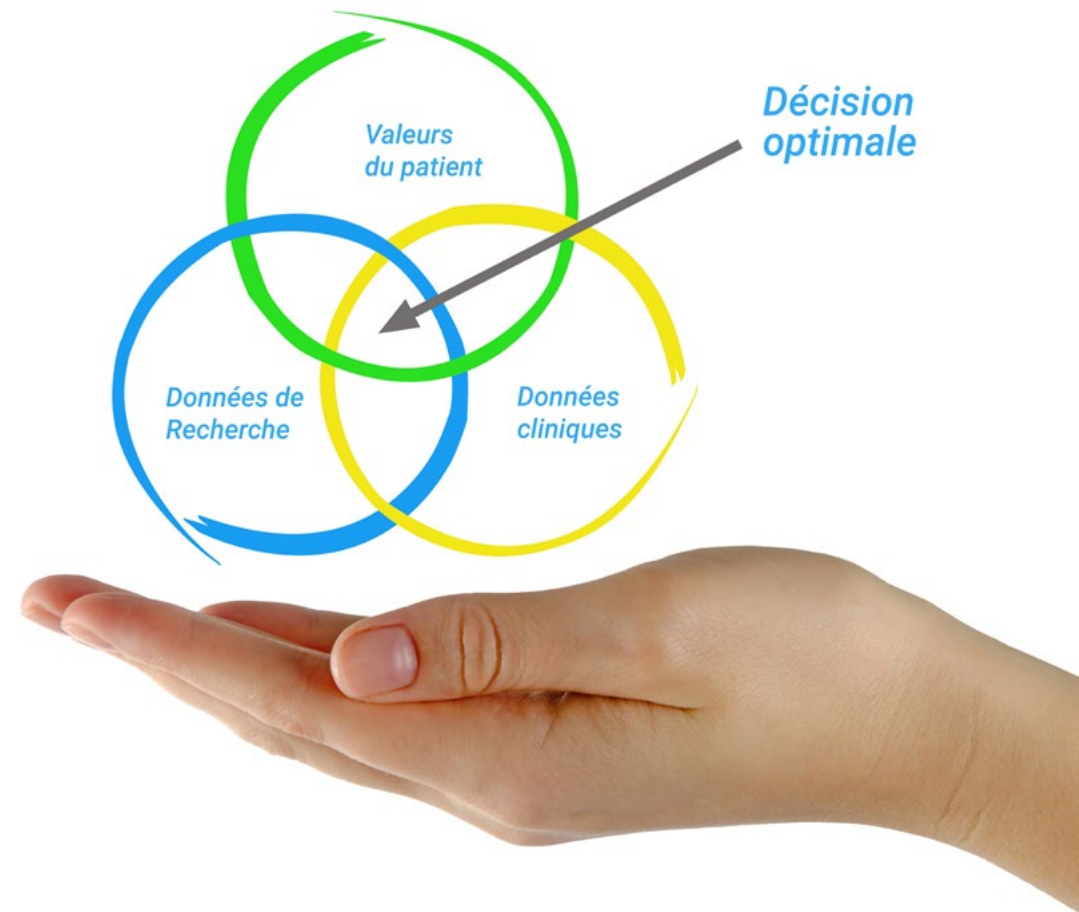 Valeurs
du patient
Décision
optimale
Données de
Recherche
Données
cliniques